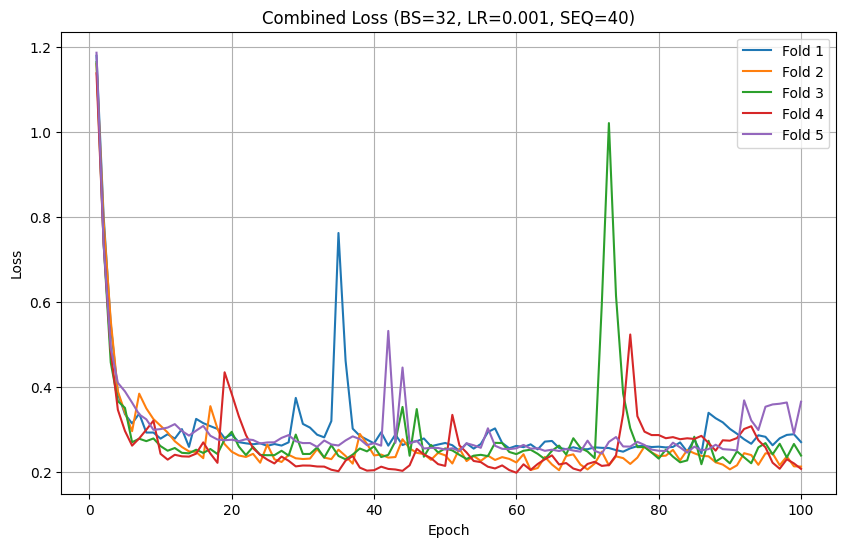 Combined Loss (BS=32, LR=0.001, SEQ=40)
1.2
1.0
0.8
0.6
0.4
0.2
Loss
0 20 40 60 80 100
Epoch
Fold 1
Fold 2
Fold 3
Fold 4
Fold 5